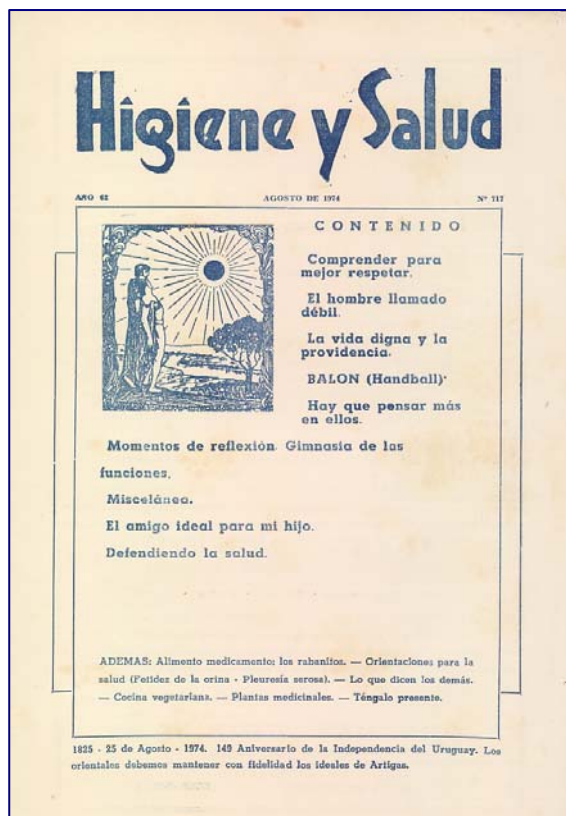 Higiene y Salud
AÑO 62 AGOSTO DE 1974 Nº 717
CONTENIDO
Comprender para
mejor respetar.
El hombre llamado
débil.
La vida digna y la
providencia.
BALON (Handball)
Hay que pensar más
en ellos.
Momentos de reflexión. Gimnasia de las
funciones.
Miscelánea.
El amigo ideal para mi hijo.
Defendiendo la salud.
ADEMAS: Alimento medicamento: los rabanitos. — Orientaciones para la
salud (Fetidez de la orina - Pleuresía serosa). — Lo que dicen los demás.
— Cocina vegetariana. — Plantas medicinales. — Téngalo presente.
1825 - 25 de Agosto - 1974. 149 Aniversario de la Independencia del Uruguay. Los
orientales debemos mantener con fidelidad los ideales de Artigas.